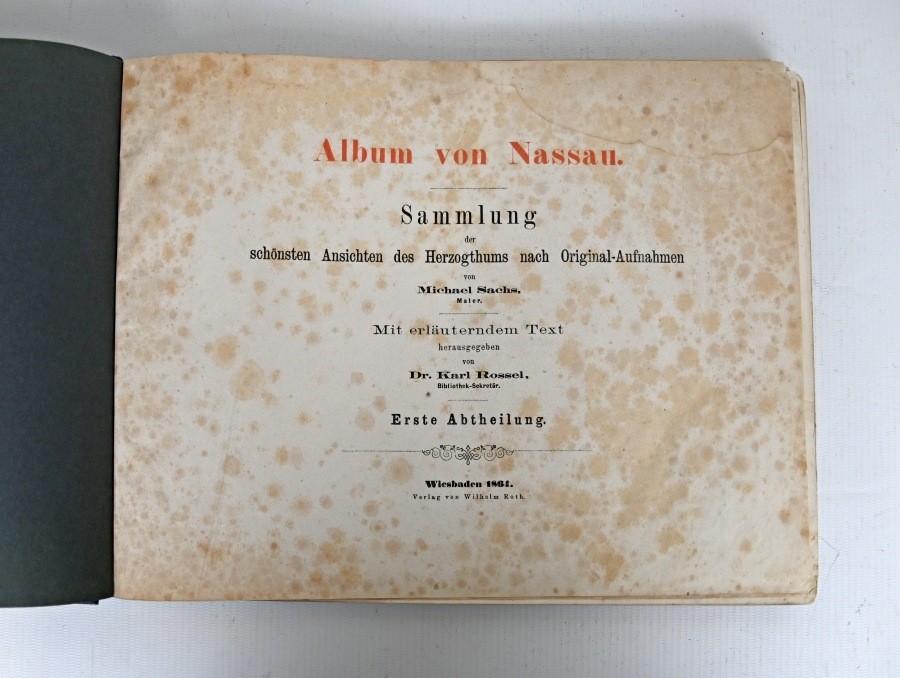 Album von Nassau.
Sammlung
der
schönsten Ansichten des Herzogthums nach Original-Aufnahmen
von
Michael Sachs,
Maler.
Mit erläuterndem Text
herausgegeben
von
Dr. Karl Rossel,
Bibliothek-Sekretär.
Erste Abtheilung.
Wiesbaden 1864.
Verlag von Wilhelm Roth.